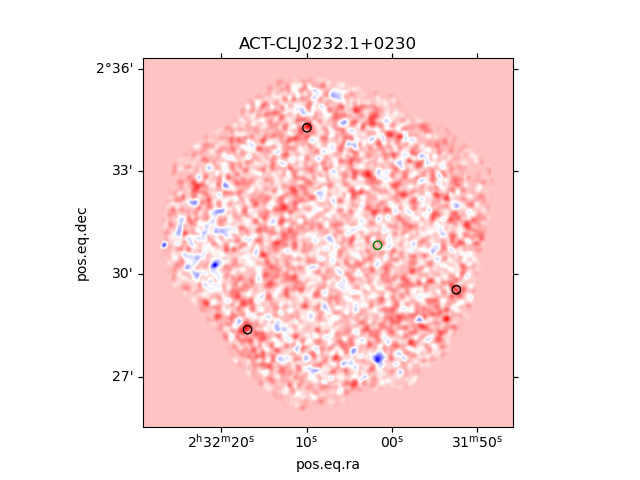 ACT-CLJ0232.1+0230
2°36'
33'
30'
27'
2ʰ32ᵐ20ˢ 10ˢ 00ˢ 31ᵐ50ˢ
pos.eq.ra
pos.eq.dec